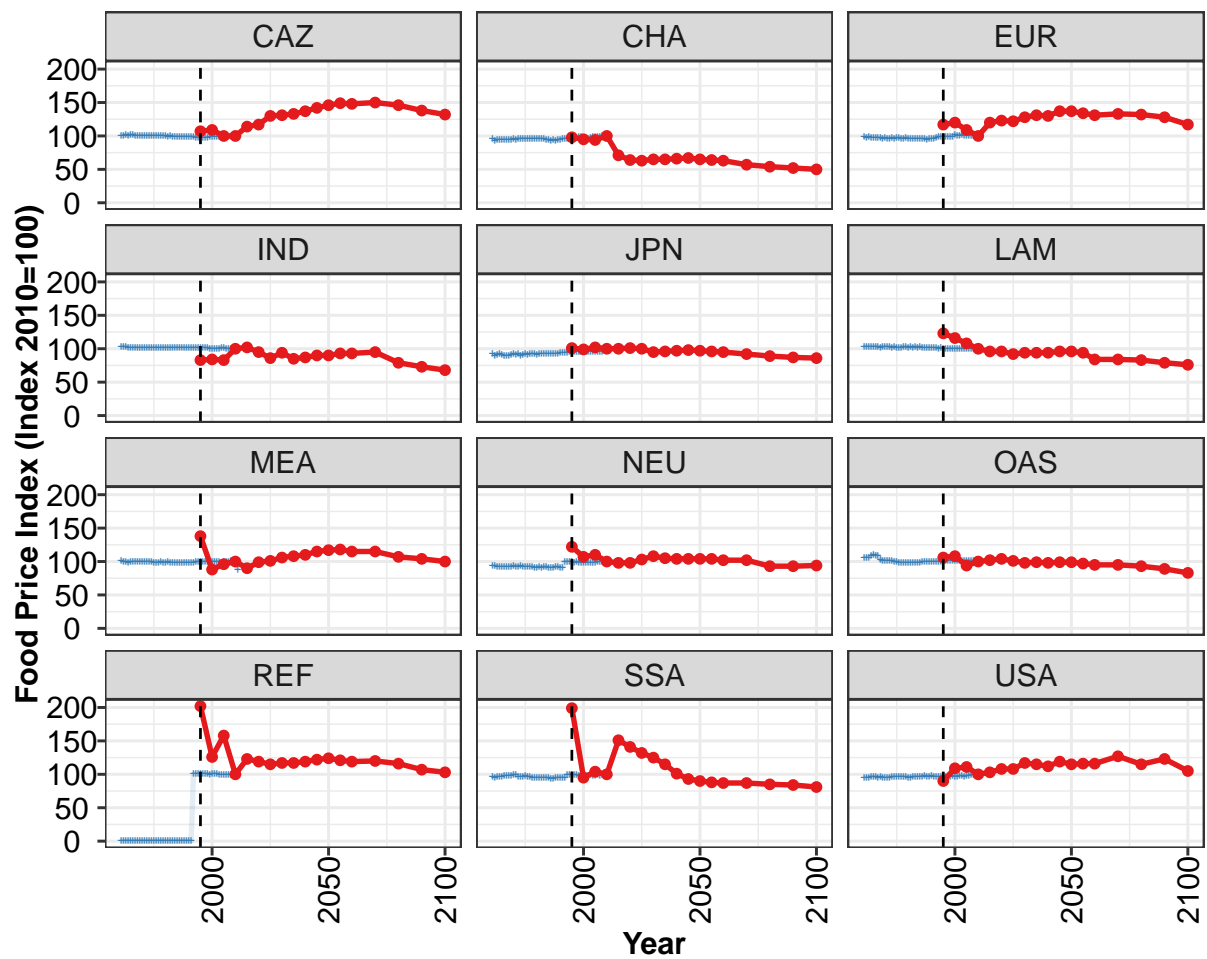 CAZ CHA EUR
200
150
100
50
0
IND JPN LAM
200
150
100
50
0
MEA NEU OAS
200
150
100
50
0
REF SSA USA
200
150
100
50
0
2000 2050 2100 2000 2050 2100 2000 2050 2100
Year
Food Price Index (Index 2010=100)